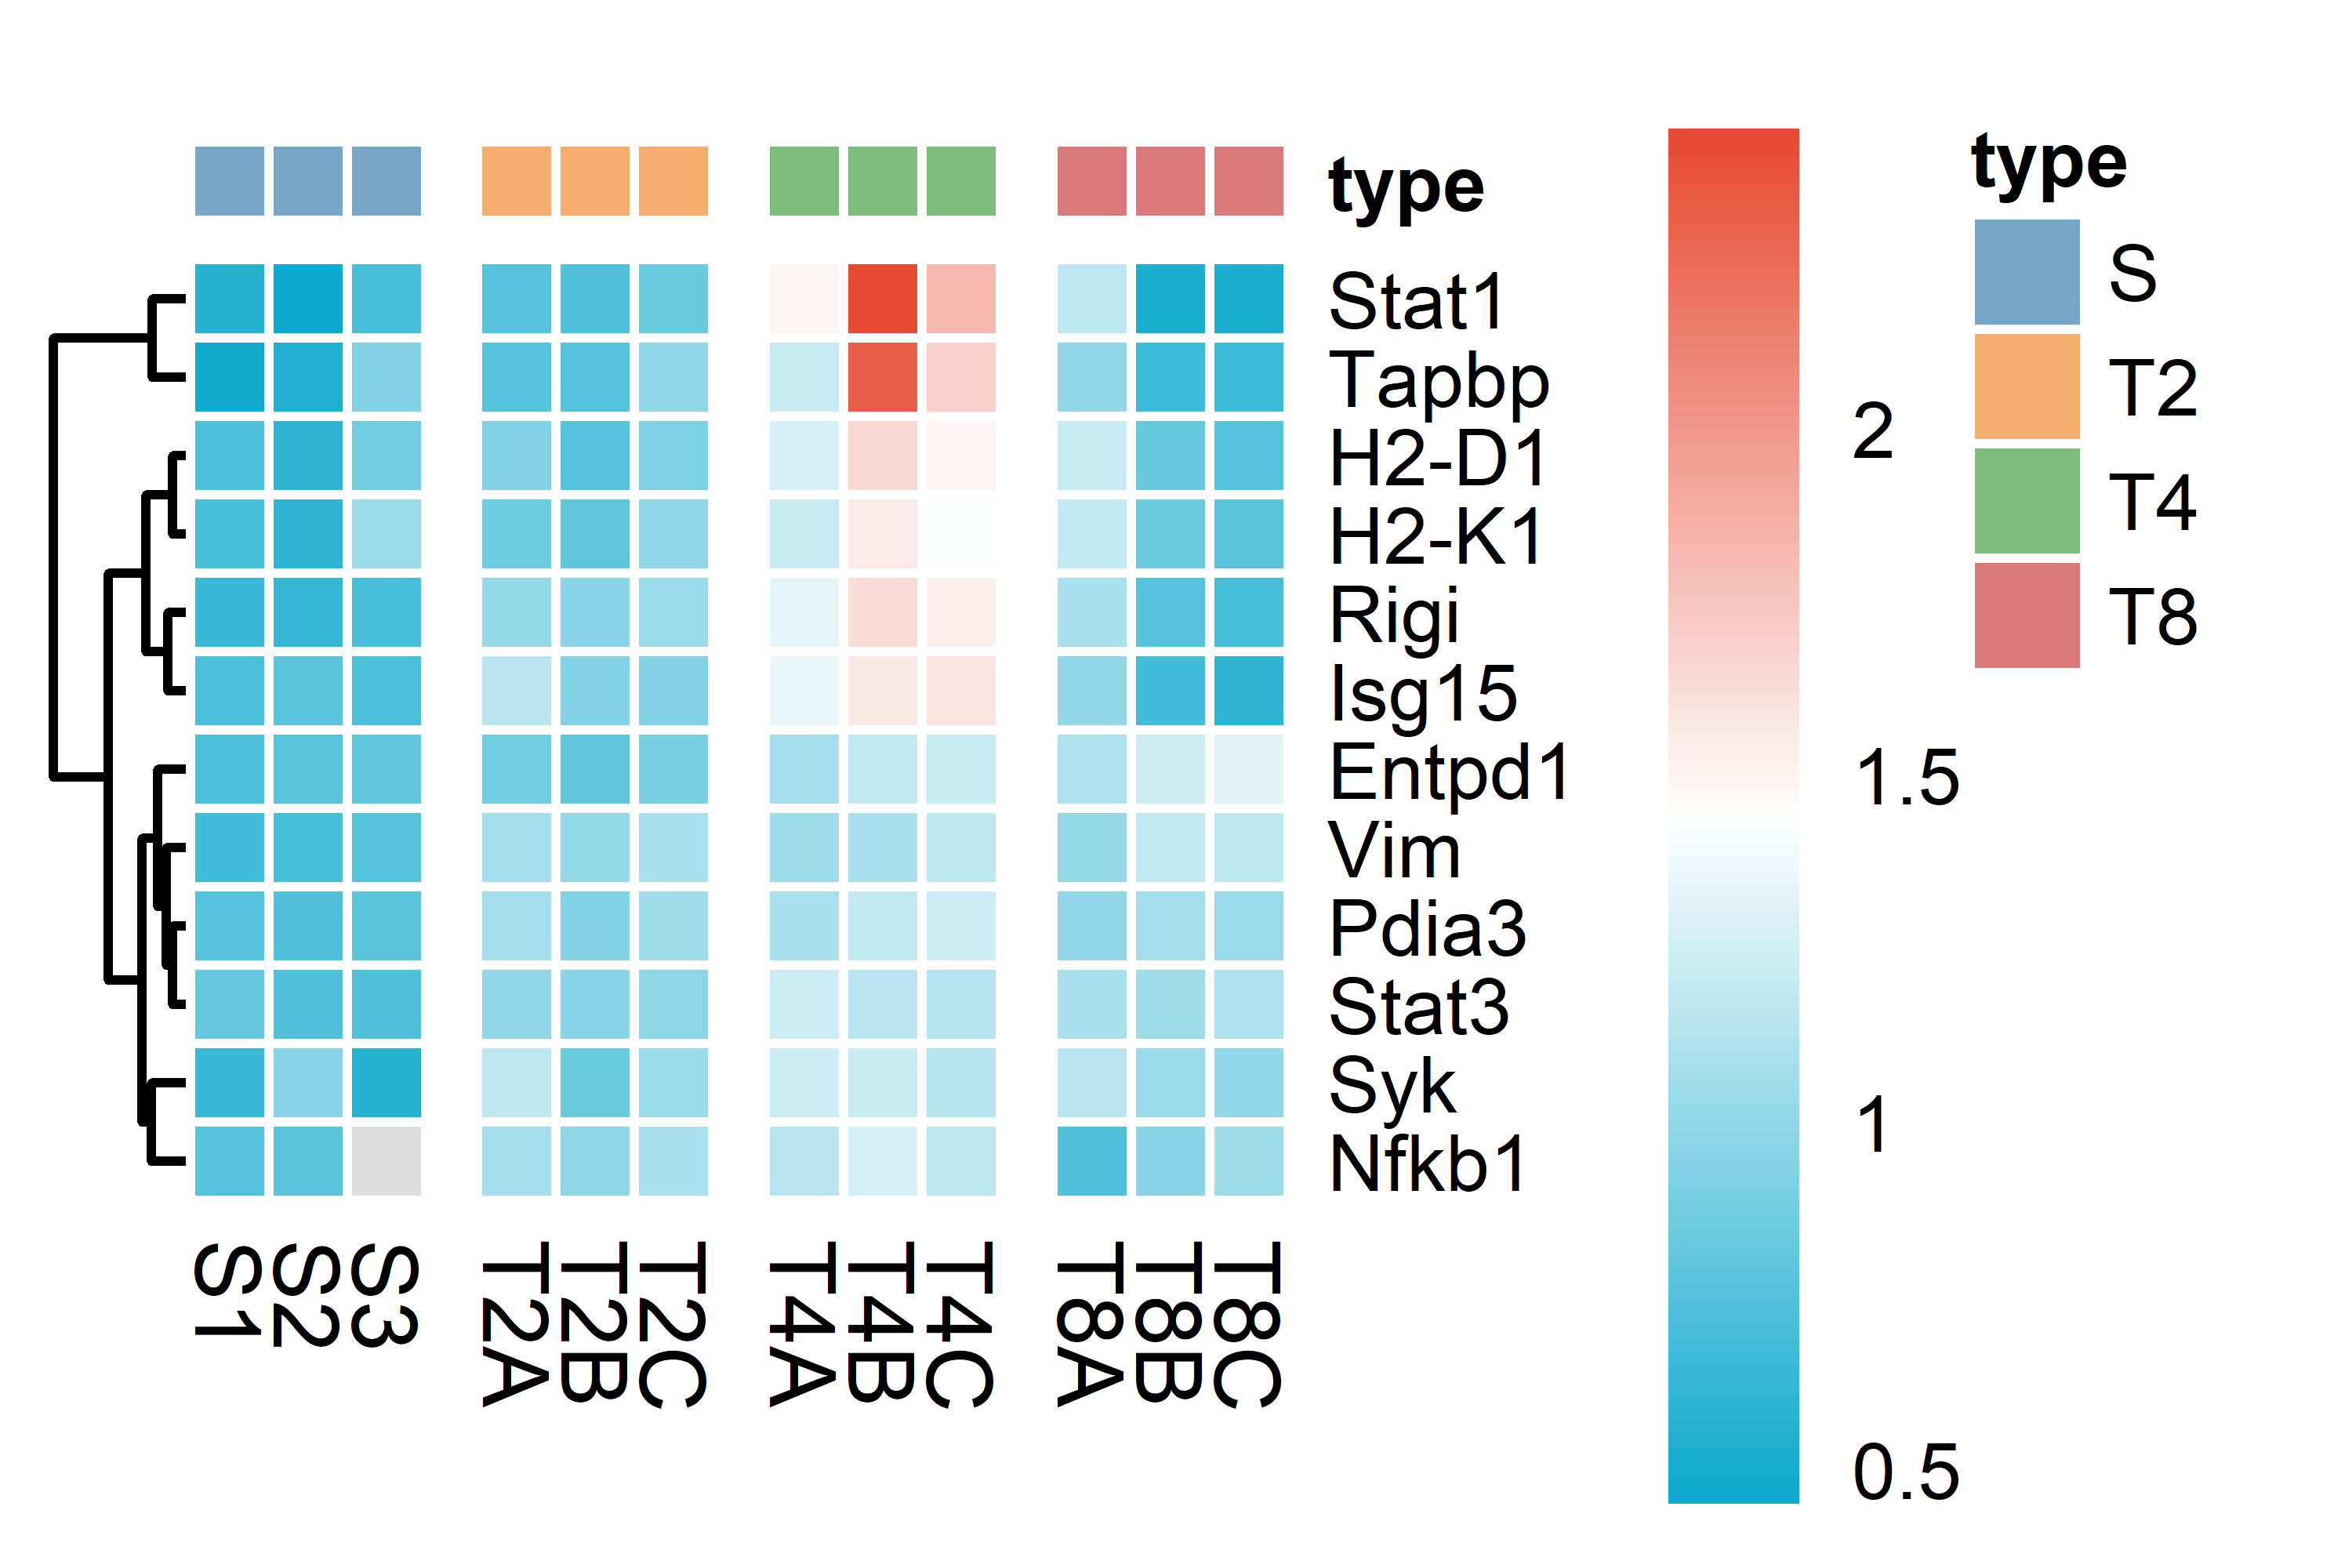 type
Stat1
Tapbp
H2-D1
H2-K1
Rigi
Isg15
Entpd1
Vim
Pdia3
Stat3
Syk
Nfkb1
S1
S2
S3
T2A
T2B
T2C
T4A
T4B
T4C
T8A
T8B
T8C
2
1.5
1
0.5
type
S
T2
T4
T8